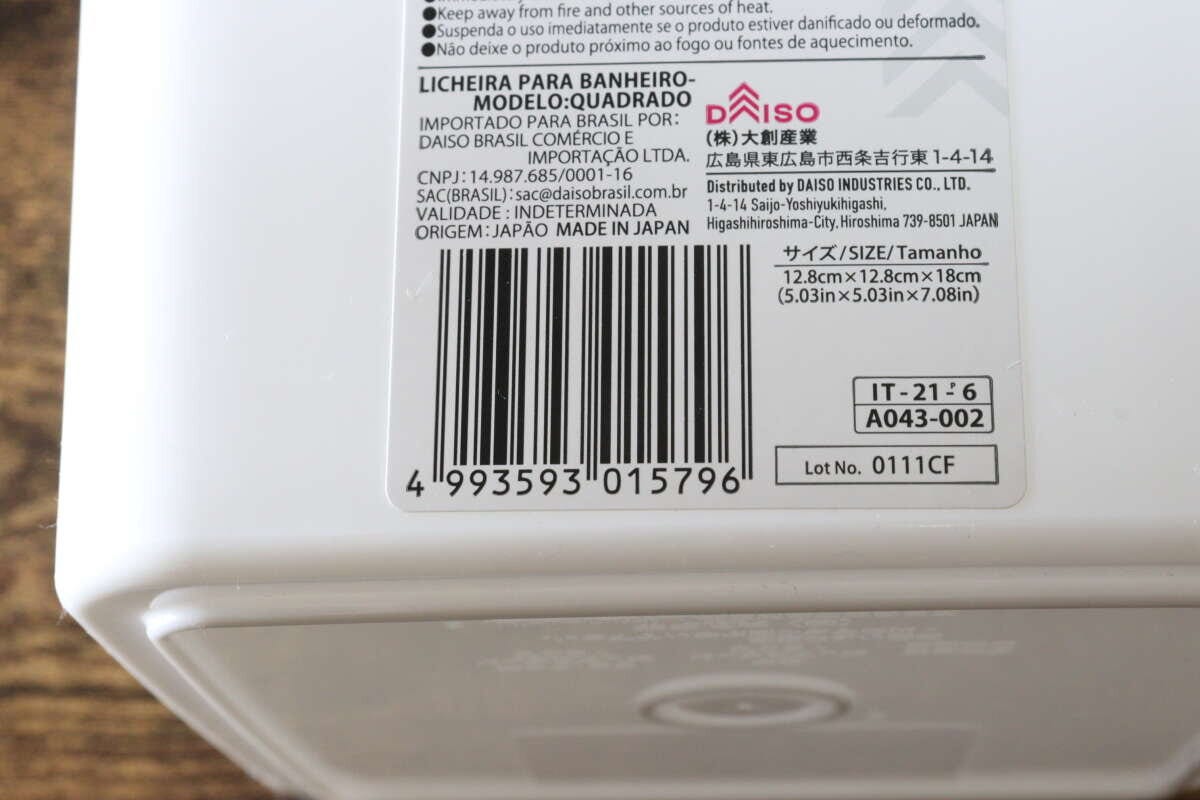 ●Keep away from fire and other sources of heat.
●Suspenda o uso imediatamente se o produto estiver danificado ou deformado.
●Não deixe o produto próximo ao fogo ou fontes de aquecimento.
LICHEIRA PARA BANHEIRO-
MODELO:QUADRADO
IMPORTADO PARA BRASIL POR:
DAISO BRASIL COMÉRCIO E
IMPORTAÇÃO LTDA.
CNPJ: 14.987.685/0001-16
SAC(BRASIL): sac@daisobrasil.com.br
VALIDADE : INDETERMINADA
ORIGEM: JAPÃO MADE IN JAPAN
DAISO
(株)大創産業
広島県東広島市西条吉行東1-4-14
Distributed by DAISO INDUSTRIES CO., LTD.
1-4-14 Saijo-Yoshiyukihigashi,
Higashihiroshima-City, Hiroshima 739-8501 JAPAN
サイズ/SIZE/Tamanho
12.8cm×12.8cm×18cm
(5.03in×5.03in×7.08in)
IT-21-P6
A043-002
Lot No. 0111CF
4 993593 015796